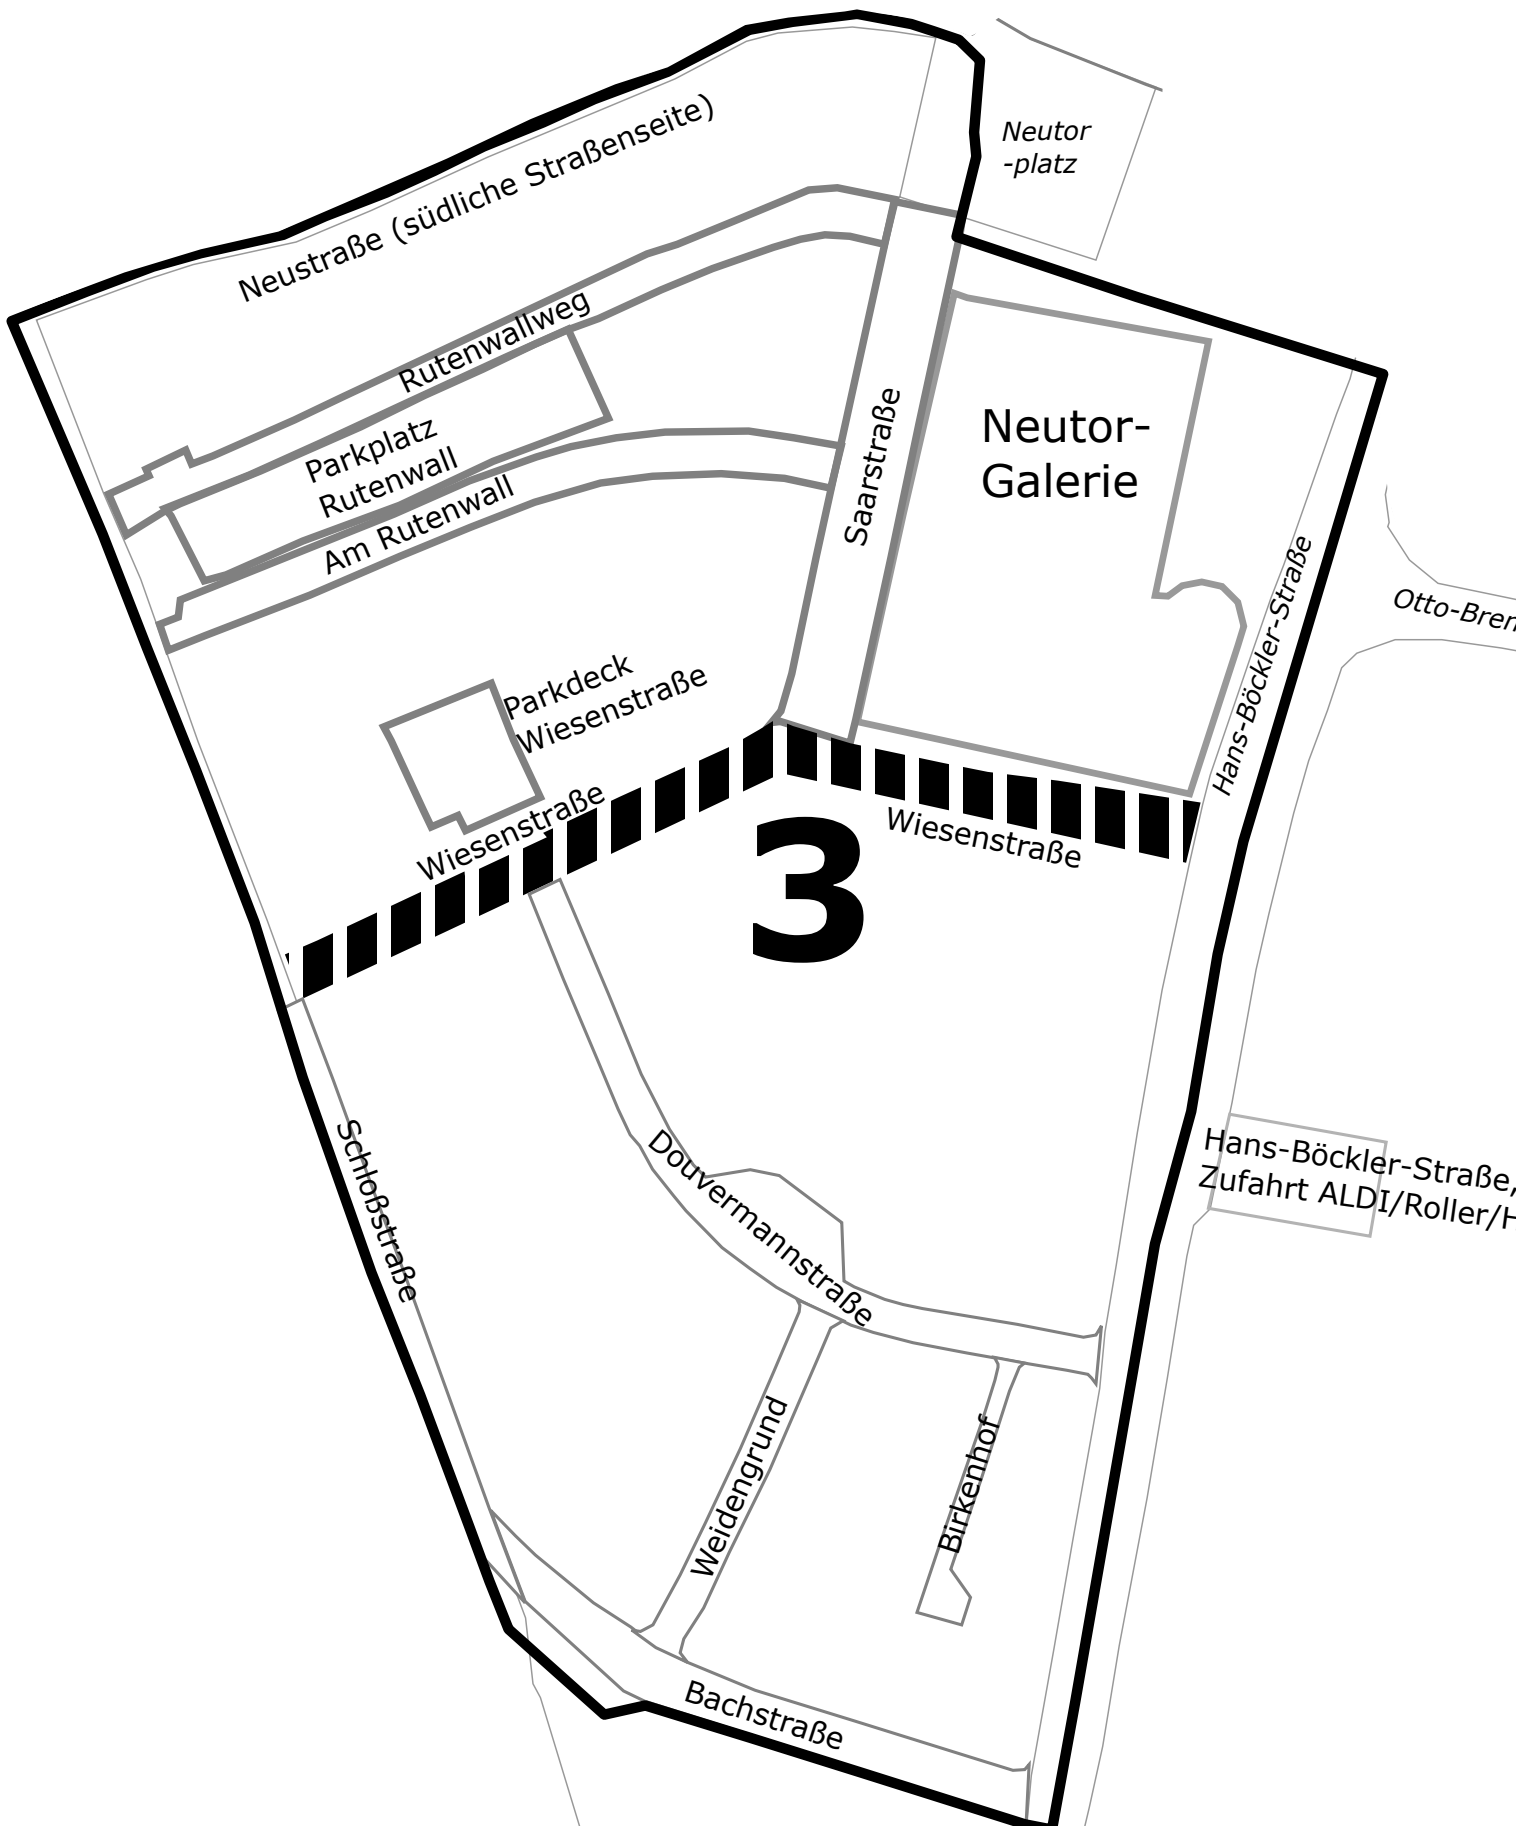 Neutor
-platz
Neustraße (südliche Straßenseite)
Rutenwallweg
Parkplatz
Rutenwall
Am Rutenwall
Saarstraße
Neutor-
Galerie
Hans-Böckler-Straße
Otto-Bren
Parkdeck
Wiesenstraße
Wiesenstraße
Wiesenstraße
3
Hans-Böckler-Straße,
Zufahrt ALDI/Roller/H
Schloßstraße
Douvermannstraße
Weidengrund
Birkenhof
Bachstraße